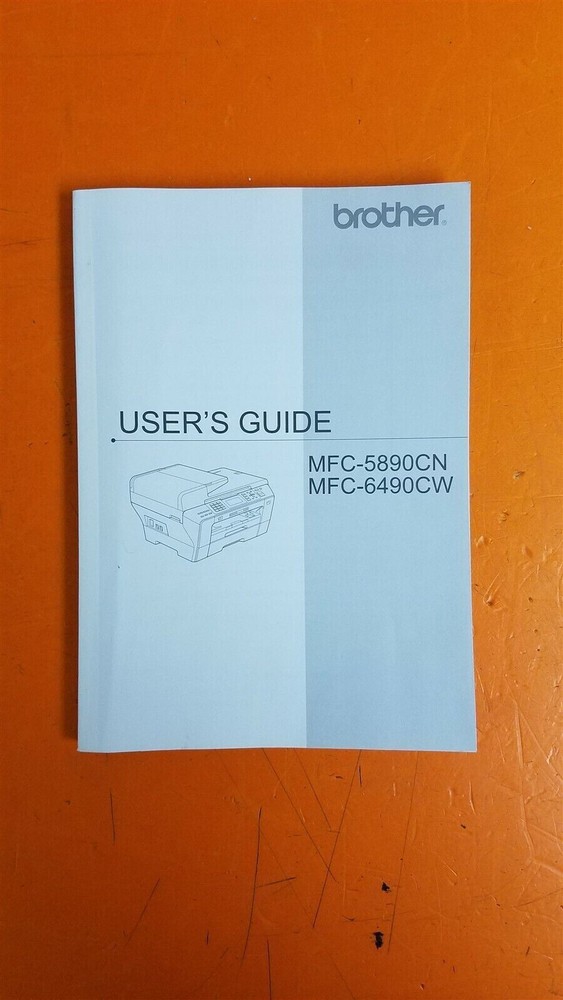 brother
USER'S GUIDE
MFC-5890CN
MFC-6490CW